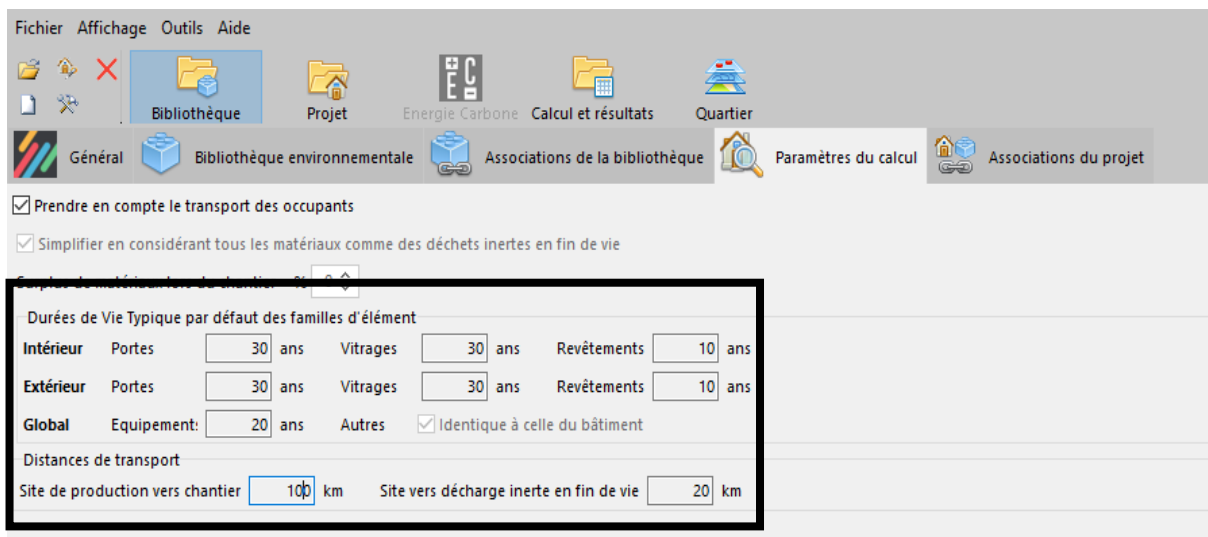 Fichier Affichage Outils Aide
Bibliothèque Projet Energie Carbone Calcul et résultats Quartier
Général Bibliothèque environnementale Associations de la bibliothèque Paramètres du calcul Associations du projet
Prendre en compte le transport des occupants
Simplifier en considérant tous les matériaux comme des déchets inertes en fin de vie
%
Durées de Vie Typique par défaut des familles d'élément
Intérieur Portes 30 ans Vitrages 30 ans Revêtements 10 ans
Extérieur Portes 30 ans Vitrages 30 ans Revêtements 10 ans
Global Equipement: 20 ans Autres Identique à celle du bâtiment
Distances de transport
Site de production vers chantier 100 km Site vers décharge inerte en fin de vie 20 km